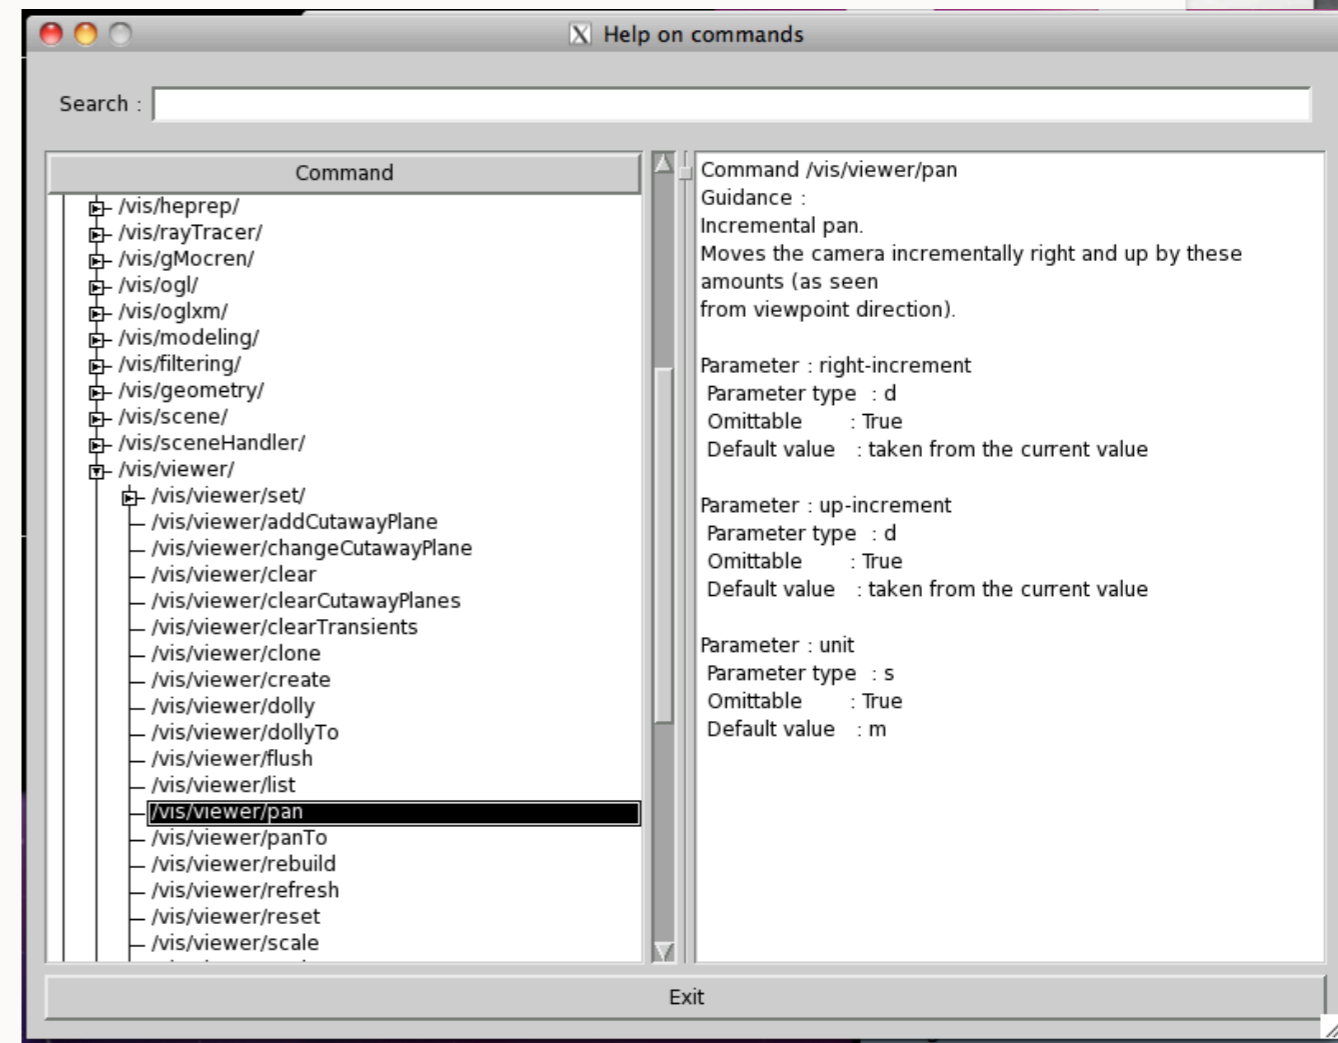 Help on commands
Search :
Command
/vis/heprep/
/vis/rayTracer/
/vis/gMocren/
/vis/ogl/
/vis/oglxm/
/vis/modeling/
/vis/filtering/
/vis/geometry/
/vis/scene/
/vis/sceneHandler/
/vis/viewer/
/vis/viewer/set/
/vis/viewer/addCutawayPlane
/vis/viewer/changeCutawayPlane
/vis/viewer/clear
/vis/viewer/clearCutawayPlanes
/vis/viewer/clearTransients
/vis/viewer/clone
/vis/viewer/create
/vis/viewer/dolly
/vis/viewer/dollyTo
/vis/viewer/flush
/vis/viewer/list
/vis/viewer/pan
/vis/viewer/panTo
/vis/viewer/rebuild
/vis/viewer/refresh
/vis/viewer/reset
/vis/viewer/scale
Command /vis/viewer/pan
Guidance :
Incremental pan.
Moves the camera incrementally right and up by these
amounts (as seen
from viewpoint direction).
Parameter : right-increment
Parameter type : d
Omittable : True
Default value : taken from the current value
Parameter : up-increment
Parameter type : d
Omittable : True
Default value : taken from the current value
Parameter : unit
Parameter type : s
Omittable : True
Default value : m
Exit